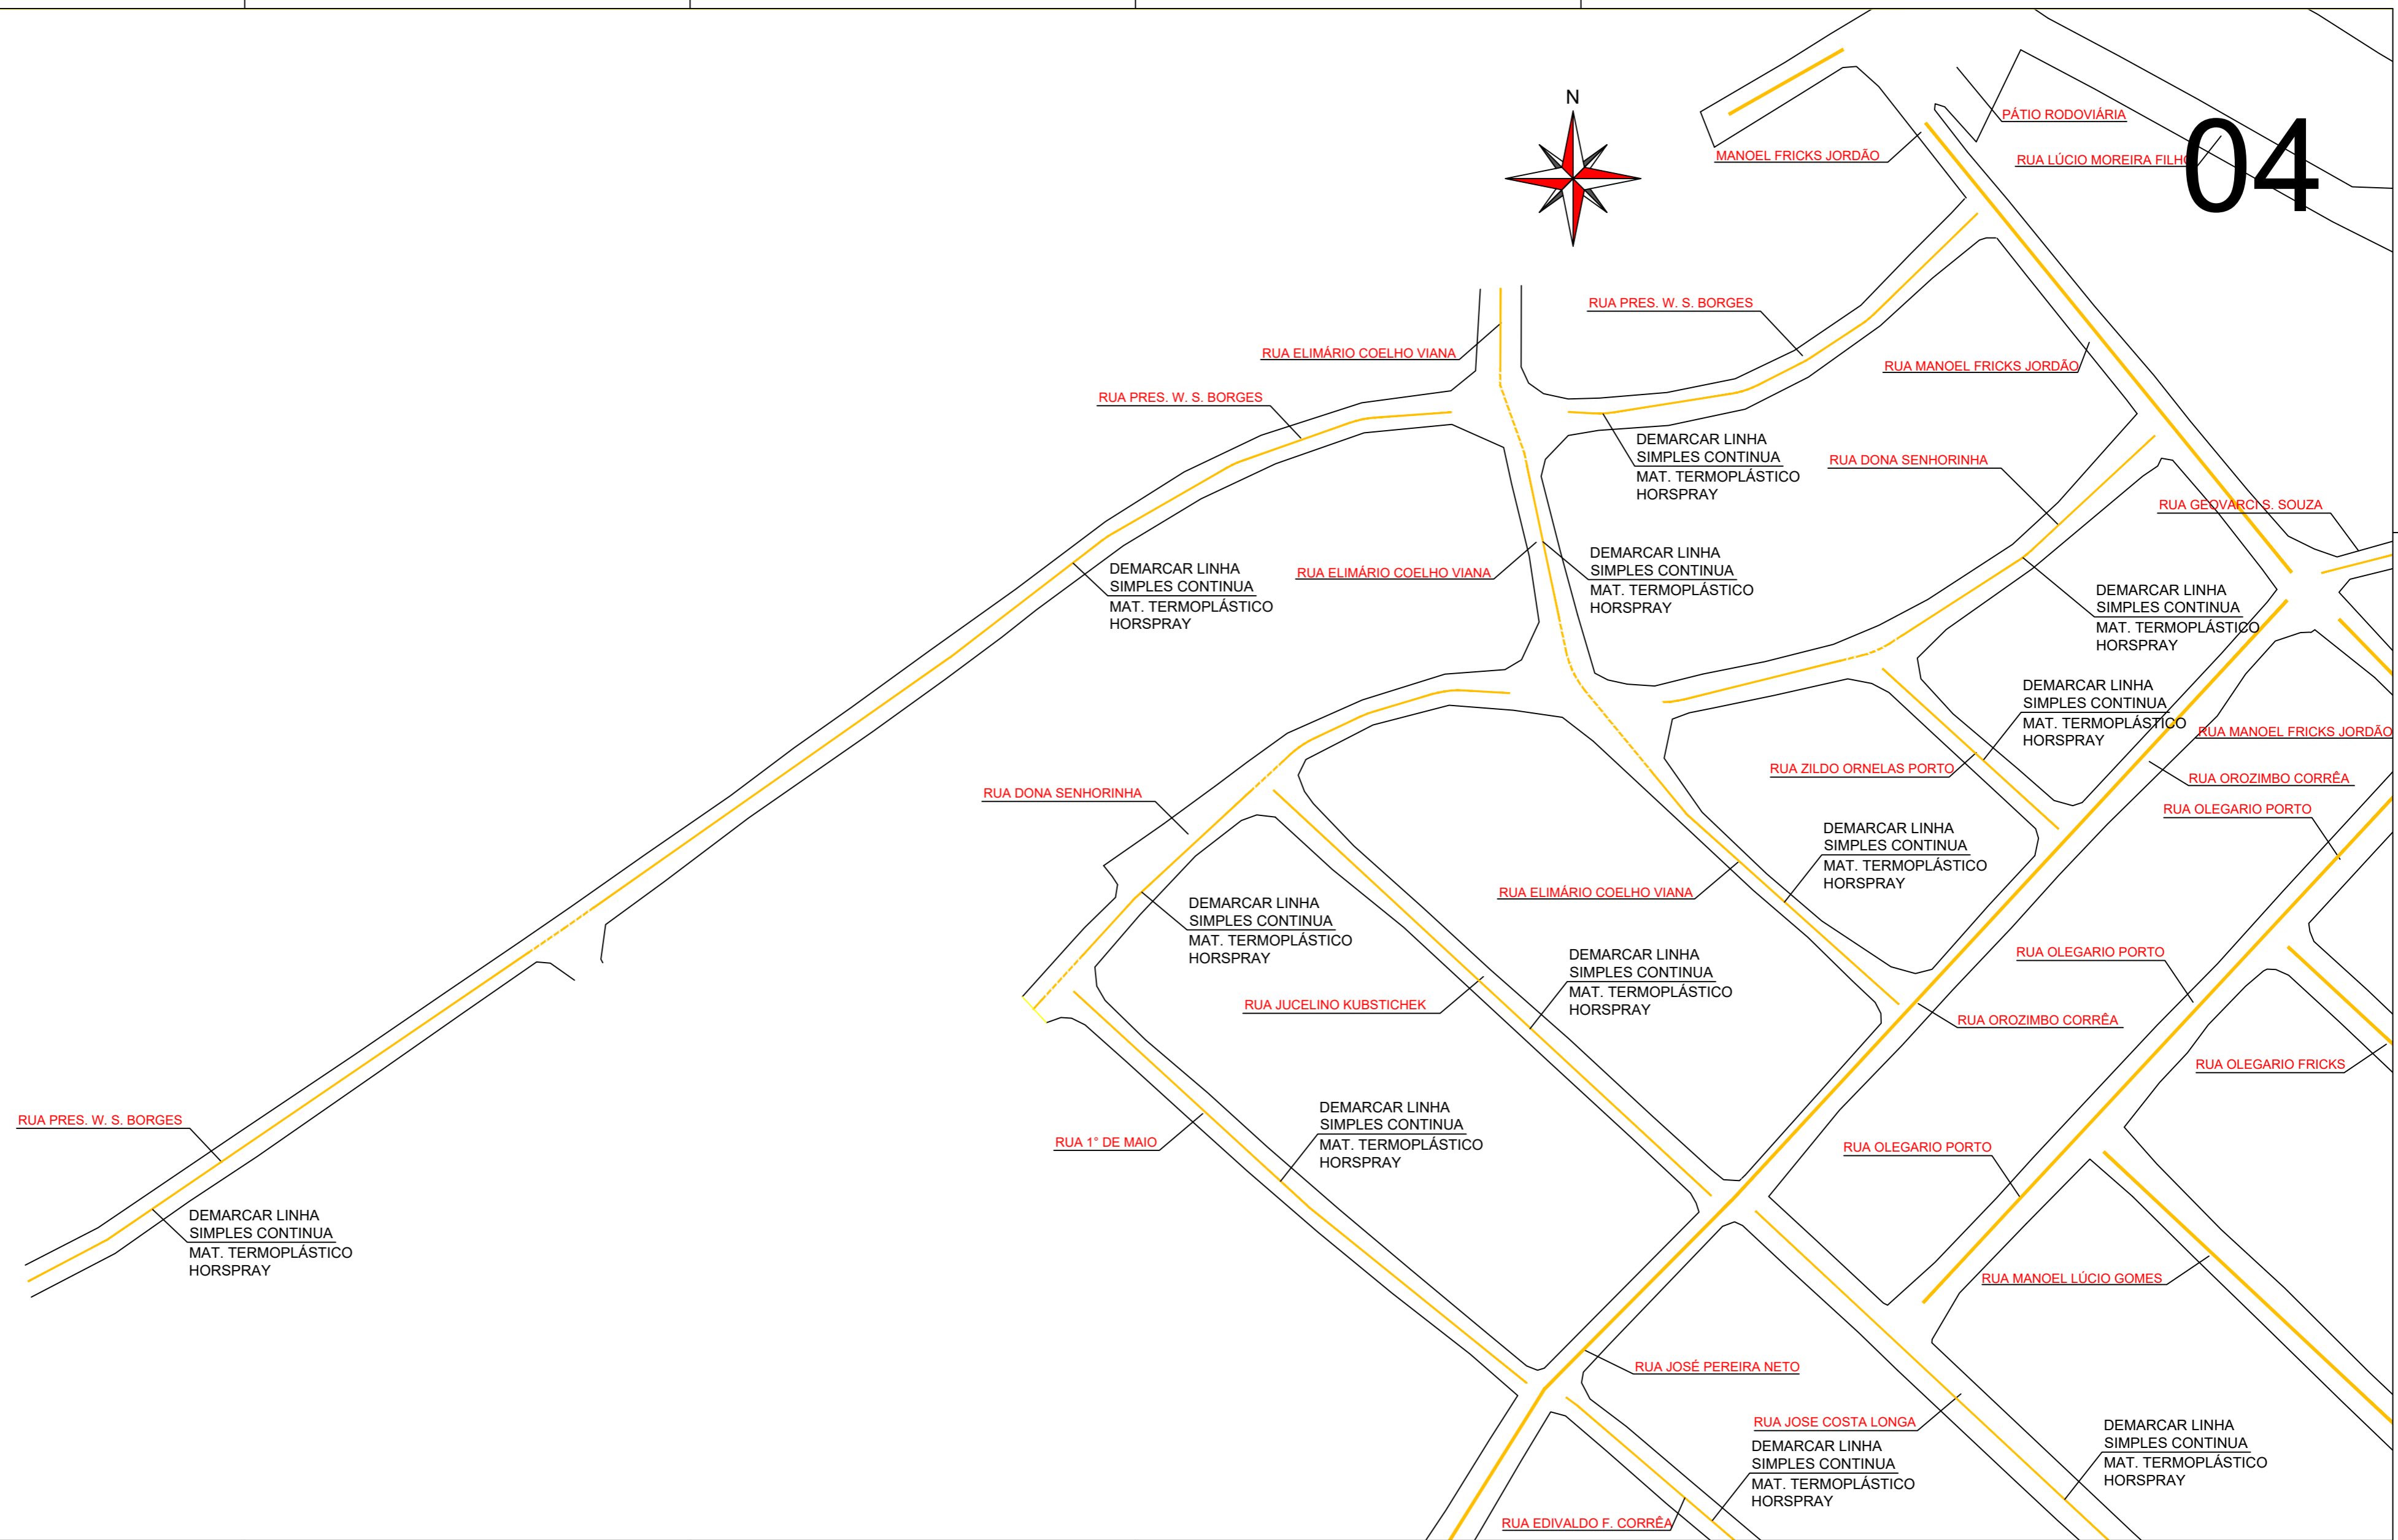 N
PÁTIO RODOVIÁRIA
04
MANOEL FRICKS JORDÃO
RUA LÚCIO MOREIRA FILHO
RUA PRES. W. S. BORGES
RUA ELIMÁRIO COELHO VIANA
RUA MANOEL FRICKS JORDÃO
RUA PRES. W. S. BORGES
DEMARCAR LINHA
SIMPLES CONTINUA
MAT. TERMOPLÁSTICO
HORSPRAY
RUA DONA SENHORINHA
RUA GEOVARCI S. SOUZA
DEMARCAR LINHA
SIMPLES CONTINUA
MAT. TERMOPLÁSTICO
HORSPRAY
RUA ELIMÁRIO COELHO VIANA
DEMARCAR LINHA
SIMPLES CONTINUA
MAT. TERMOPLÁSTICO
HORSPRAY
DEMARCAR LINHA
SIMPLES CONTINUA
MAT. TERMOPLÁSTICO
HORSPRAY
DEMARCAR LINHA
SIMPLES CONTINUA
MAT. TERMOPLÁSTICO
HORSPRAY
RUA MANOEL FRICKS JORDÃO
RUA ZILDO ORNELAS PORTO
RUA OROZIMBO CORRÊA
RUA DONA SENHORINHA
RUA OLEGARIO PORTO
DEMARCAR LINHA
SIMPLES CONTINUA
MAT. TERMOPLÁSTICO
HORSPRAY
RUA ELIMÁRIO COELHO VIANA
DEMARCAR LINHA
SIMPLES CONTINUA
MAT. TERMOPLÁSTICO
HORSPRAY
DEMARCAR LINHA
SIMPLES CONTINUA
MAT. TERMOPLÁSTICO
HORSPRAY
RUA OLEGARIO PORTO
RUA JUCELINO KUBSTICHEK
RUA OROZIMBO CORRÊA
RUA OLEGARIO FRICKS
RUA PRES. W. S. BORGES
RUA 1° DE MAIO
DEMARCAR LINHA
SIMPLES CONTINUA
MAT. TERMOPLÁSTICO
HORSPRAY
RUA OLEGARIO PORTO
DEMARCAR LINHA
SIMPLES CONTINUA
MAT. TERMOPLÁSTICO
HORSPRAY
RUA MANOEL LÚCIO GOMES
RUA JOSÉ PEREIRA NETO
RUA JOSE COSTA LONGA
DEMARCAR LINHA
SIMPLES CONTINUA
MAT. TERMOPLÁSTICO
HORSPRAY
DEMARCAR LINHA
SIMPLES CONTINUA
MAT. TERMOPLÁSTICO
HORSPRAY
RUA EDIVALDO F. CORRÊA